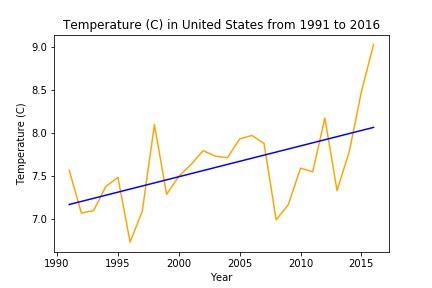 Temperature (C) in United States from 1991 to 2016
Temperature (C)
9.0
8.5
8.0
7.5
7.0
1990 1995 2000 2005 2010 2015
Year